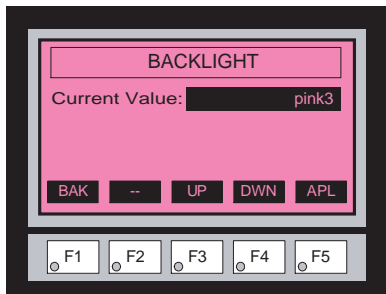 BACKLIGHT
Current Value: pink3
BAK -- UP DWN APL
F1 F2 F3 F4 F5